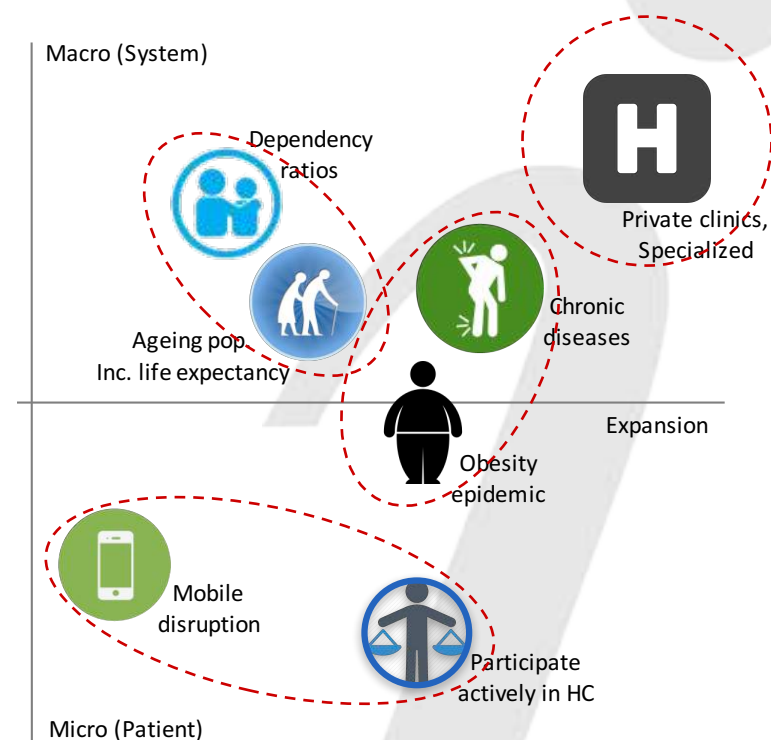 Macro (System)
Dependency
ratios
H
Private clinics,
Specialized
Chronic
diseases
Ageing pop.
Inc. life expectancy
Expansion
Obesity
epidemic
Mobile
disruption
Participate
actively in HC
Micro (Patient)